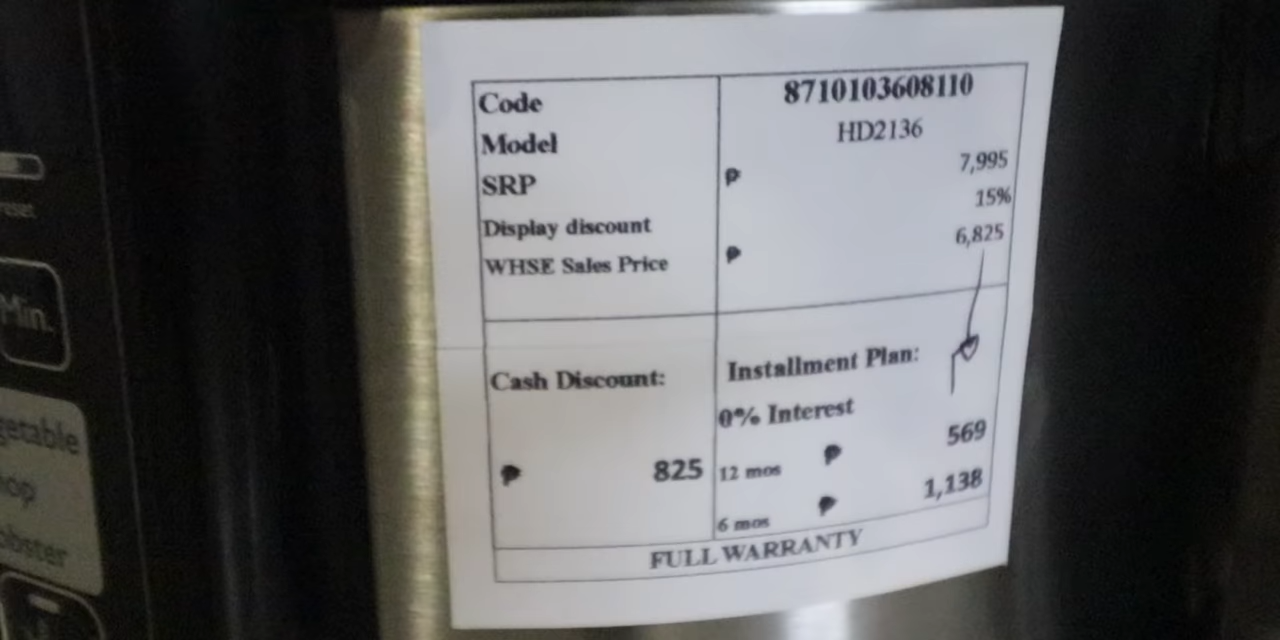 Code 8710103608110
Model HD2136
SRP ₱ 7,995
Display discount 15%
WHSE Sales Price ₱ 6,825
Cash Discount:
Installment Plan:
0% Interest
₱ 825
12 mos ₱ 569
6 mos ₱ 1,138
FULL WARRANTY
Min.